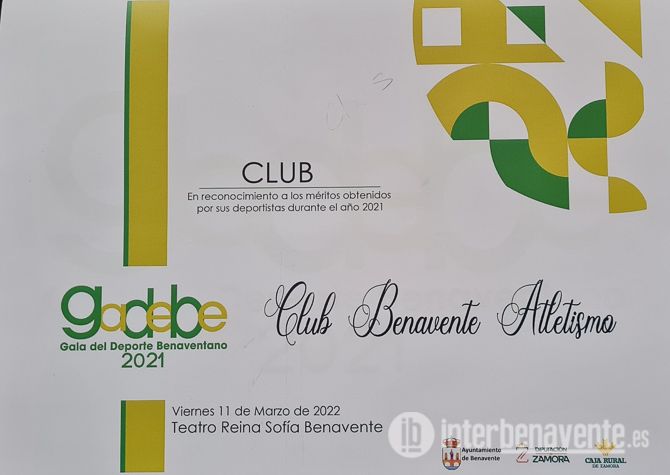 CLUB
En reconocimiento a los méritos obtenidos
por sus deportistas durante el año 2021
gadebe
Gala del Deporte Benaventano
2021
Club Benavente Atletismo
Viernes 11 de Marzo de 2022
Teatro Reina Sofía Benavente
ib interbenavente.es
Ayuntamiento
de Benavente
DIPUTACIÓN
ZAMORA
CAJA RURAL
DE ZAMORA